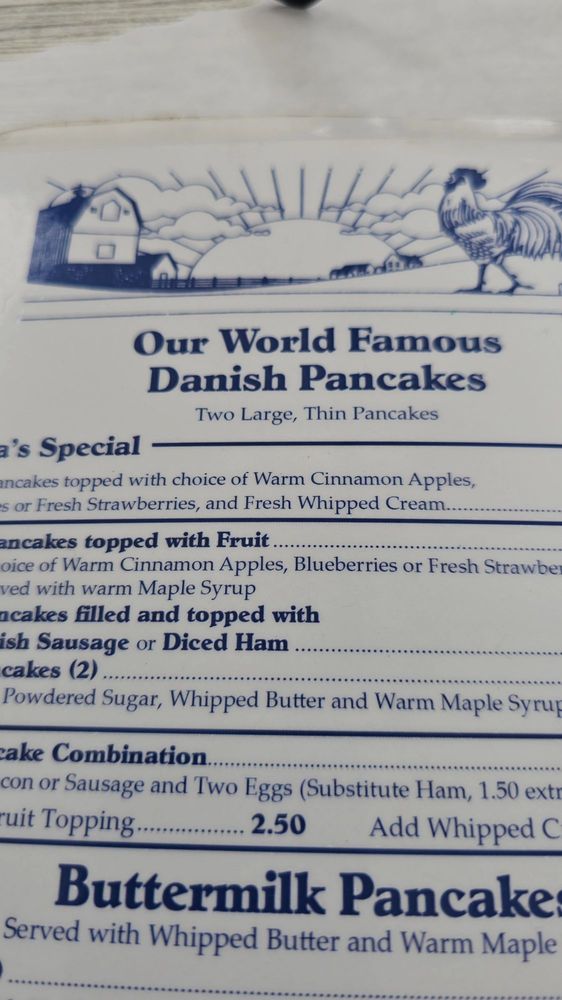 Our World Famous
Danish Pancakes
Two Large, Thin Pancakes
a's Special
ancakes topped with choice of Warm Cinnamon Apples,
es or Fresh Strawberries, and Fresh Whipped Cream
ancakes topped with Fruit
oice of Warm Cinnamon Apples, Blueberries or Fresh Strawber
ved with warm Maple Syrup
ncakes filled and topped with
ish Sausage or Diced Ham
cakes (2)
Powdered Sugar, Whipped Butter and Warm Maple Syrup
cake Combination
con or Sausage and Two Eggs (Substitute Ham, 1.50 extr
ruit Topping................. 2.50 Add Whipped C
Buttermilk Pancakes
Served with Whipped Butter and Warm Maple
)